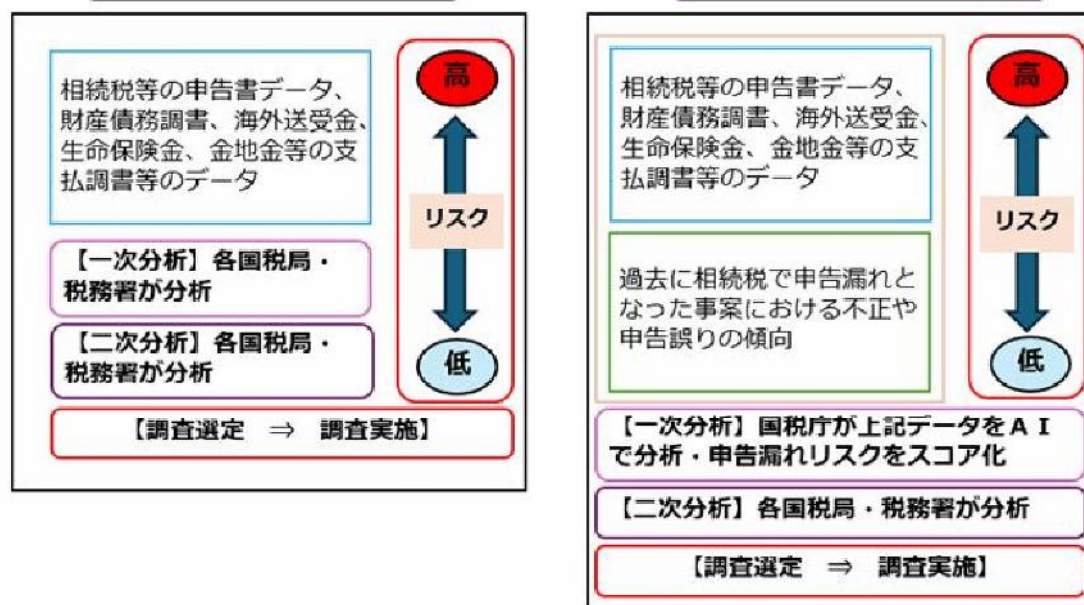 相続税等の申告書データ、
財産債務調書、海外送受金、
生命保険金、金地金等の支
払調書等のデータ
【一次分析】各国税局・
税務署が分析
【二次分析】各国税局・
税務署が分析
高
リスク
低
【調査選定　⇒　調査実施】
相続税等の申告書データ、
財産債務調書、海外送受金、
生命保険金、金地金等の支
払調書等のデータ
過去に相続税で申告漏れと
なった事案における不正や
申告誤りの傾向
高
リスク
低
【一次分析】国税庁が上記データをＡＩ
で分析・申告漏れリスクをスコア化
【二次分析】各国税局・税務署が分析
【調査選定　⇒　調査実施】